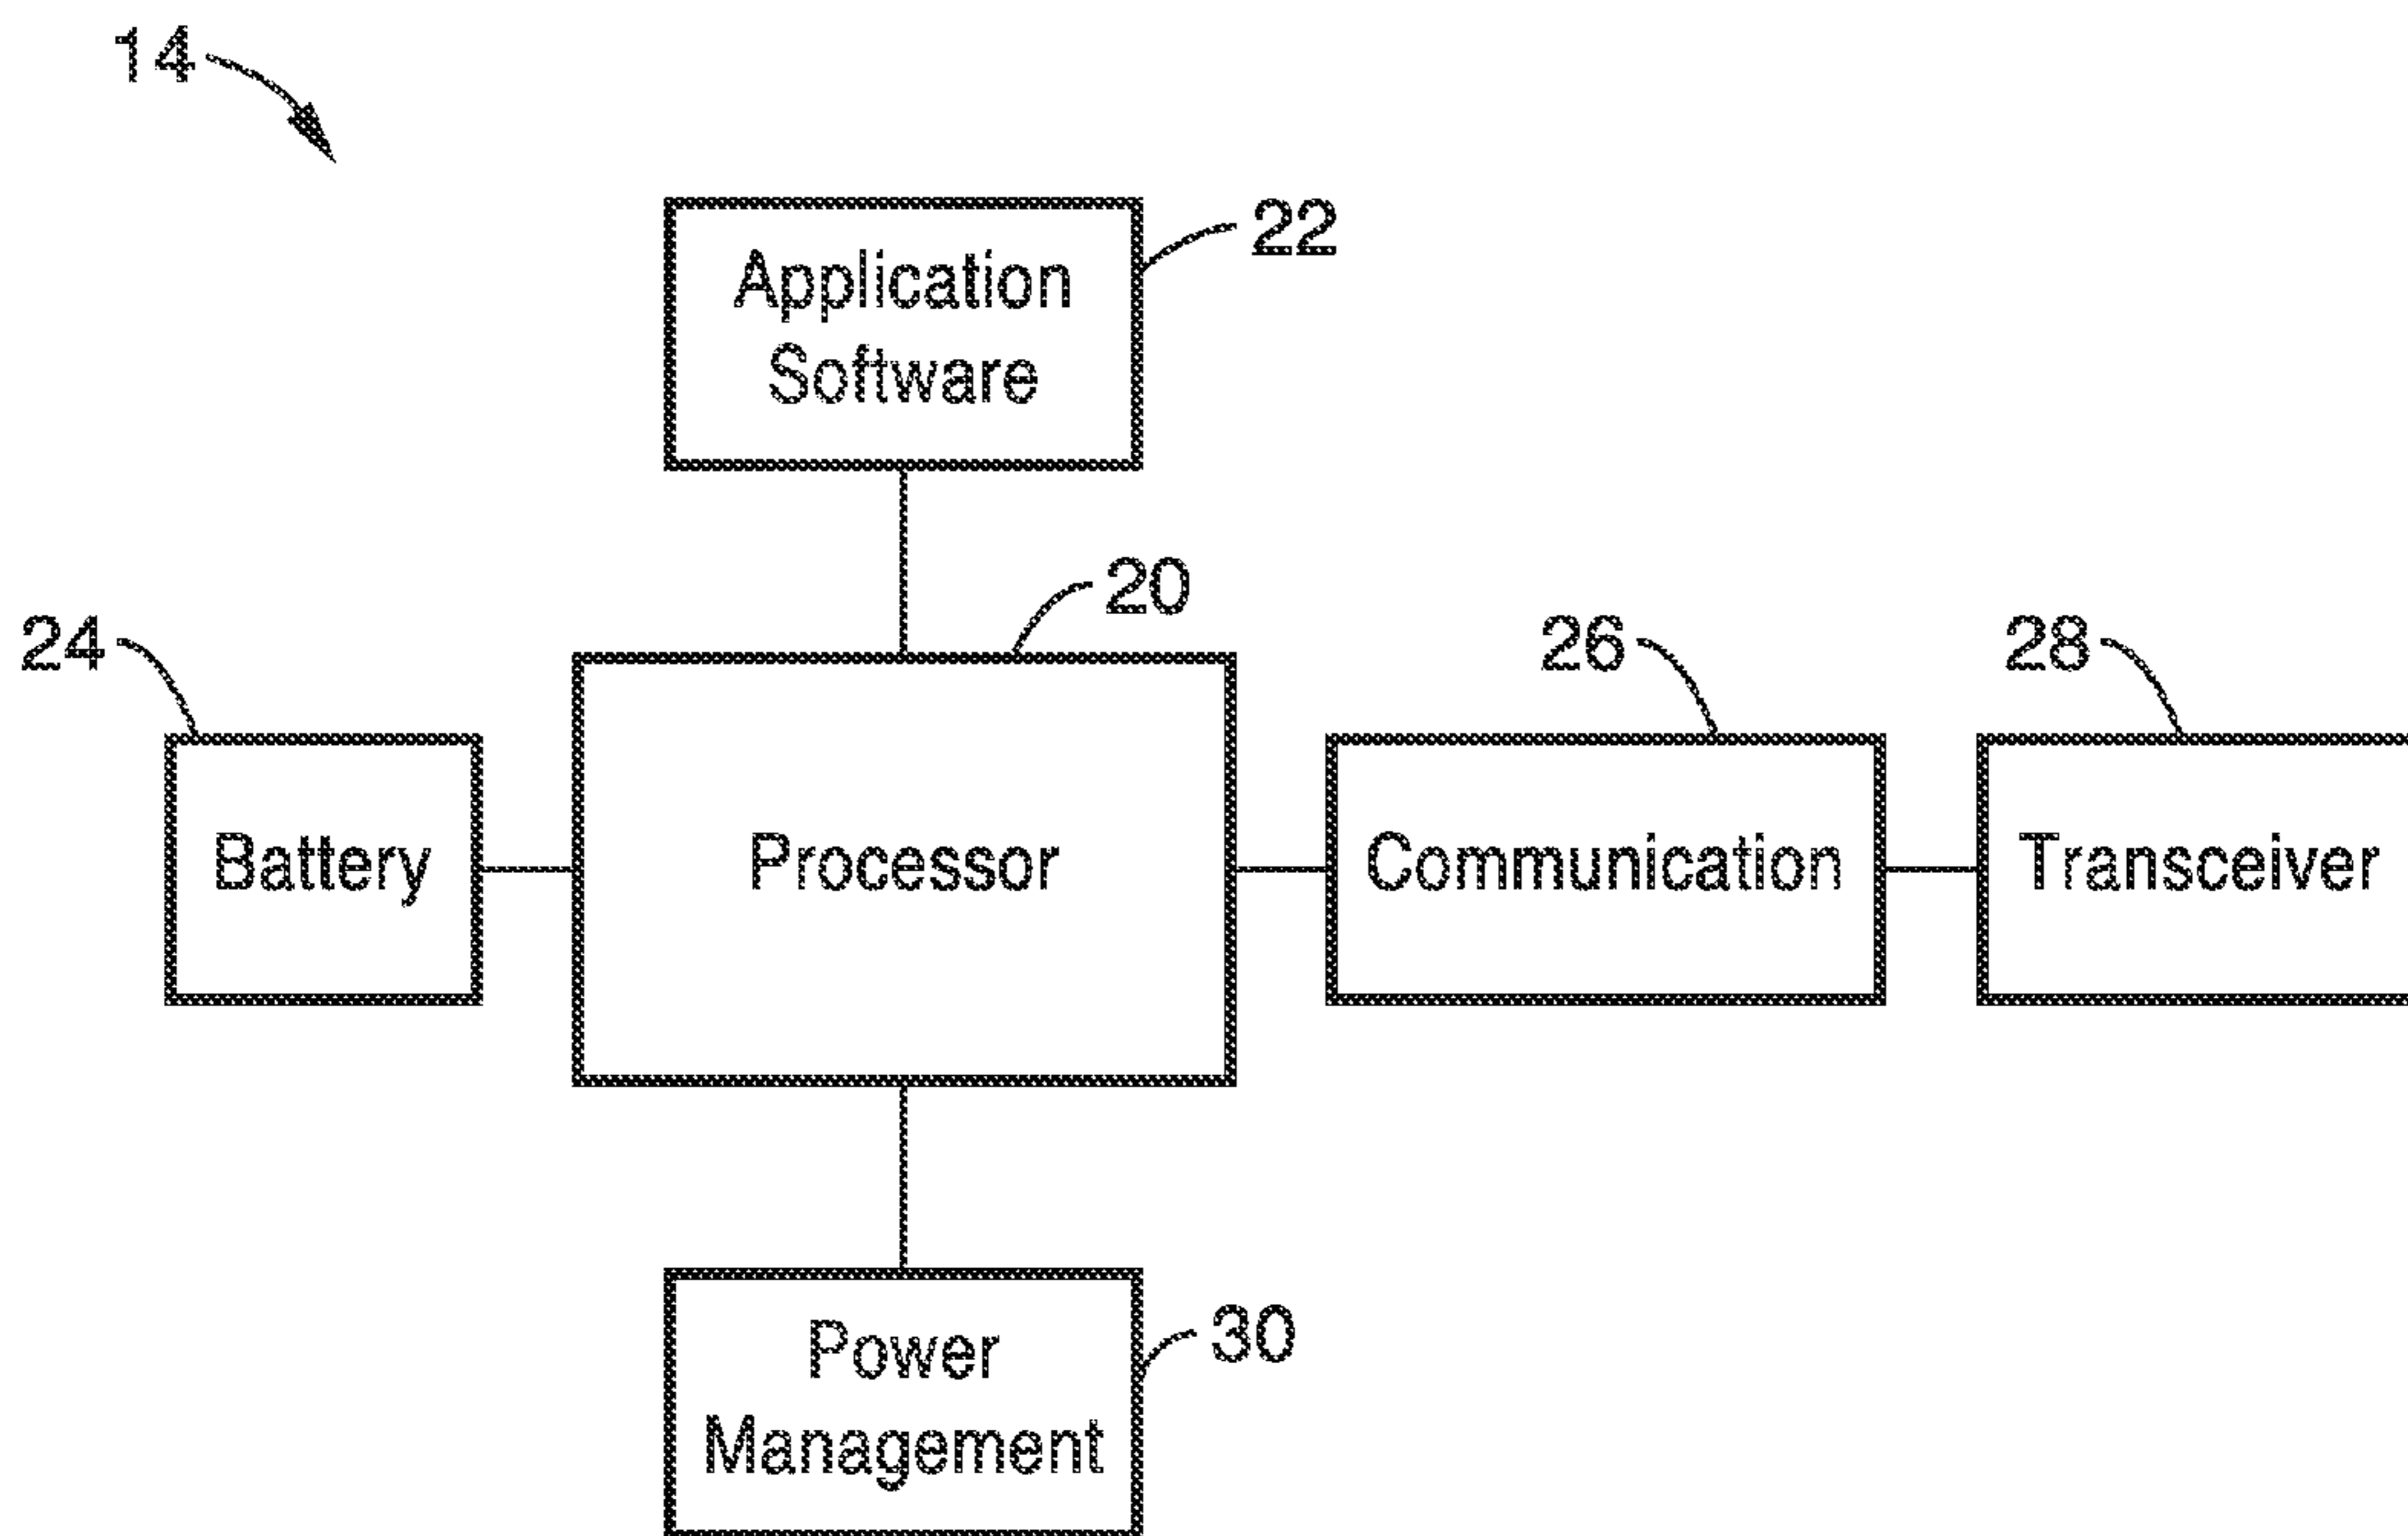 14
Application
Software
22
20
24
26
28
Battery
Processor
Communication
Transceiver
Power
Management
30